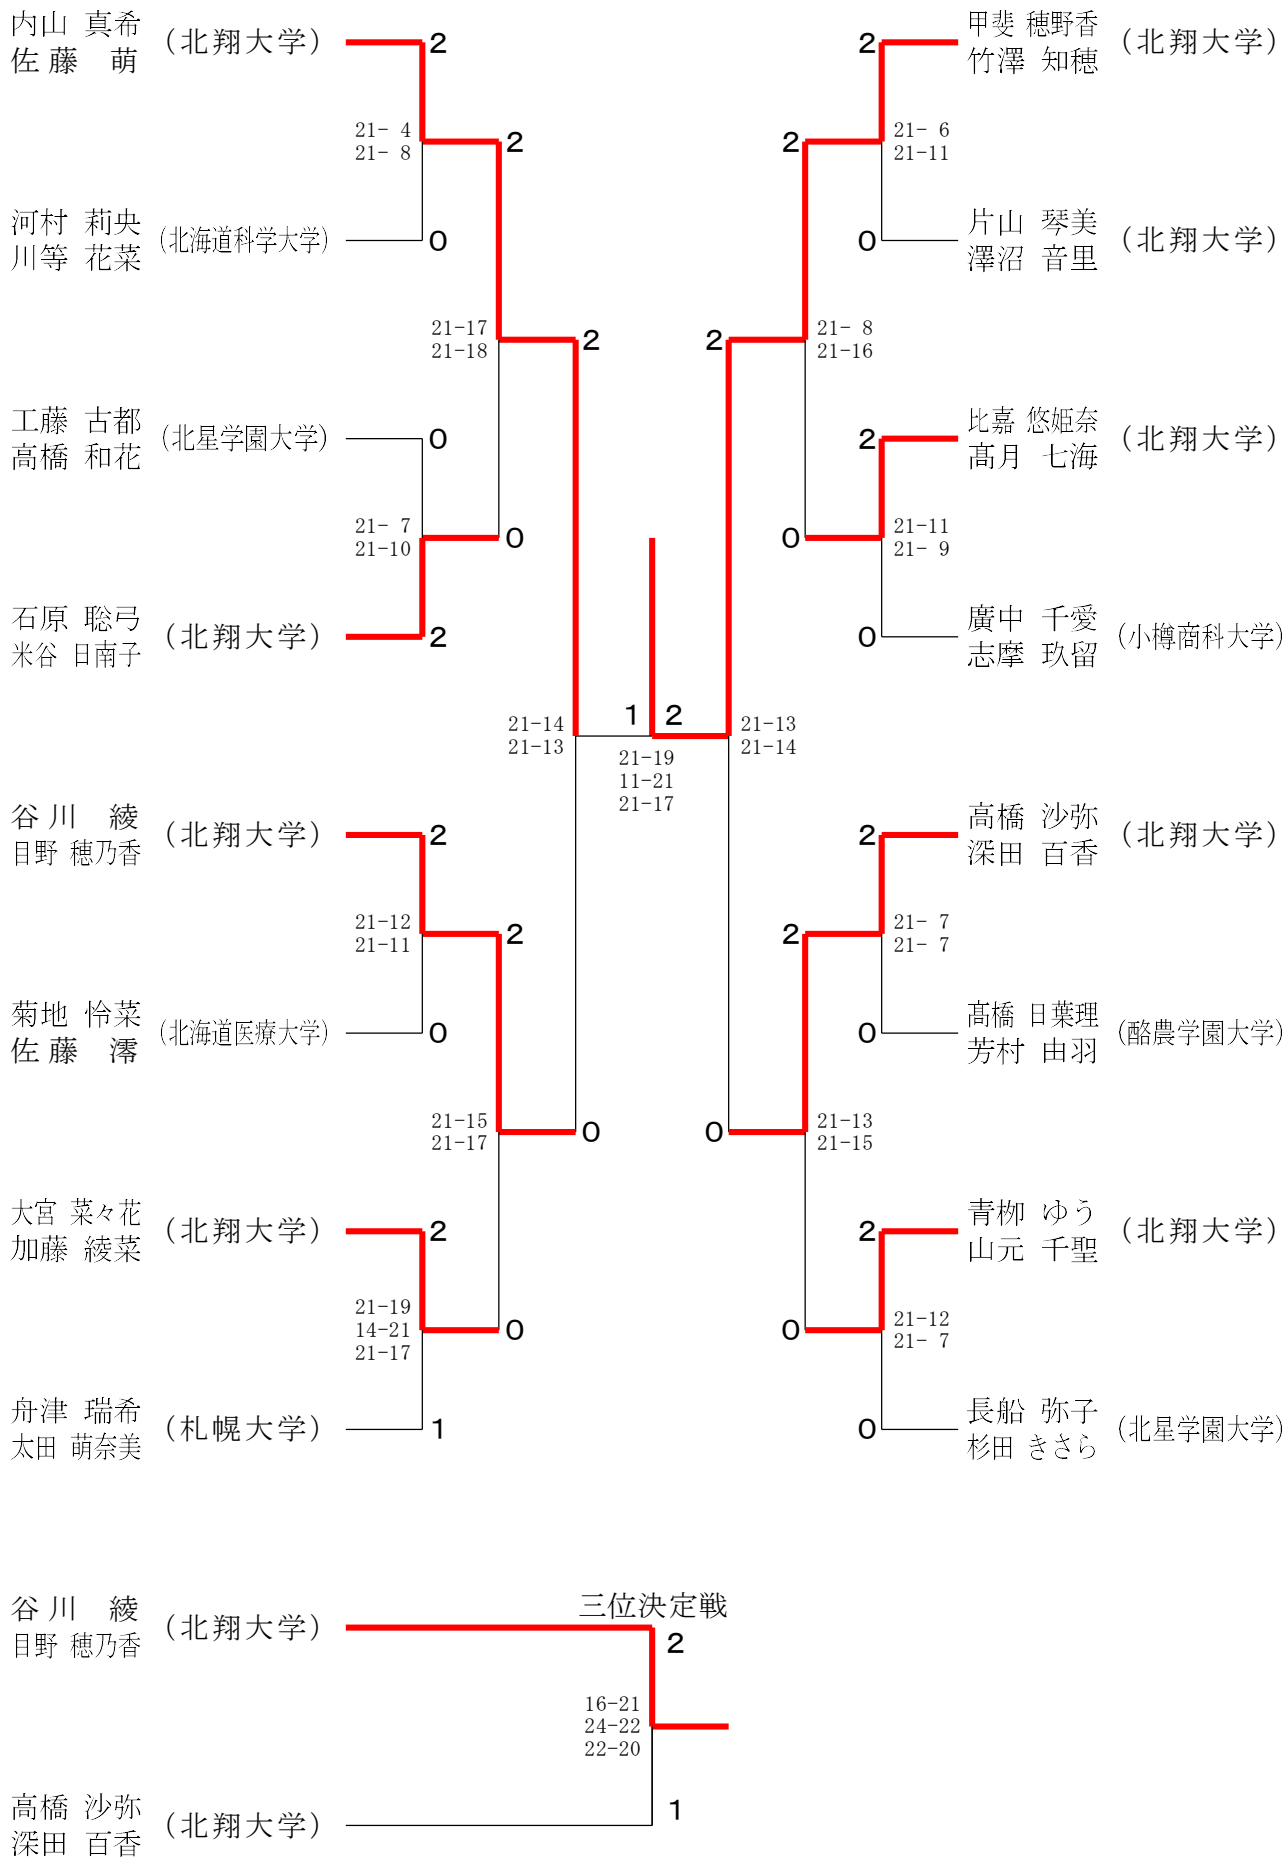 内山 真希
佐藤 萌
(北翔大学)
2
21- 4
21- 8
2
河村 莉央
川等 花菜
(北海道科学大学)
0
21-17
21-18
2
工藤 古都
高橋 和花
(北星学園大学)
0
21- 7
21-10
0
石原 聡弓
米谷 日南子
(北翔大学)
2
21-14
21-13
谷川 綾
目野 穂乃香
(北翔大学)
2
21-12
21-11
2
菊地 怜菜
佐藤 澪
(北海道医療大学)
0
21-15
21-17
0
大宮 菜々花
加藤 綾菜
(北翔大学)
2
21-19
14-21
21-17
0
舟津 瑞希
太田 萌奈美
(札幌大学)
1
1
2
21-19
11-21
21-17
甲斐 穂野香
竹澤 知穂
(北翔大学)
2
21- 6
21-11
2
片山 琴美
澤沼 音里
(北翔大学)
0
21- 8
21-16
2
比嘉 悠姫奈
髙月 七海
(北翔大学)
2
21-11
21- 9
0
廣中 千愛
志摩 玖留
(小樽商科大学)
0
21-13
21-14
高橋 沙弥
深田 百香
(北翔大学)
2
21- 7
21- 7
2
髙橋 日葉理
芳村 由羽
(酪農学園大学)
0
21-13
21-15
0
青栁 ゆう
山元 千聖
(北翔大学)
2
21-12
21- 7
0
長船 弥子
杉田 きさら
(北星学園大学)
0
三位決定戦
谷川 綾
目野 穂乃香
(北翔大学)
2
16-21
24-22
22-20
高橋 沙弥
深田 百香
(北翔大学)
1